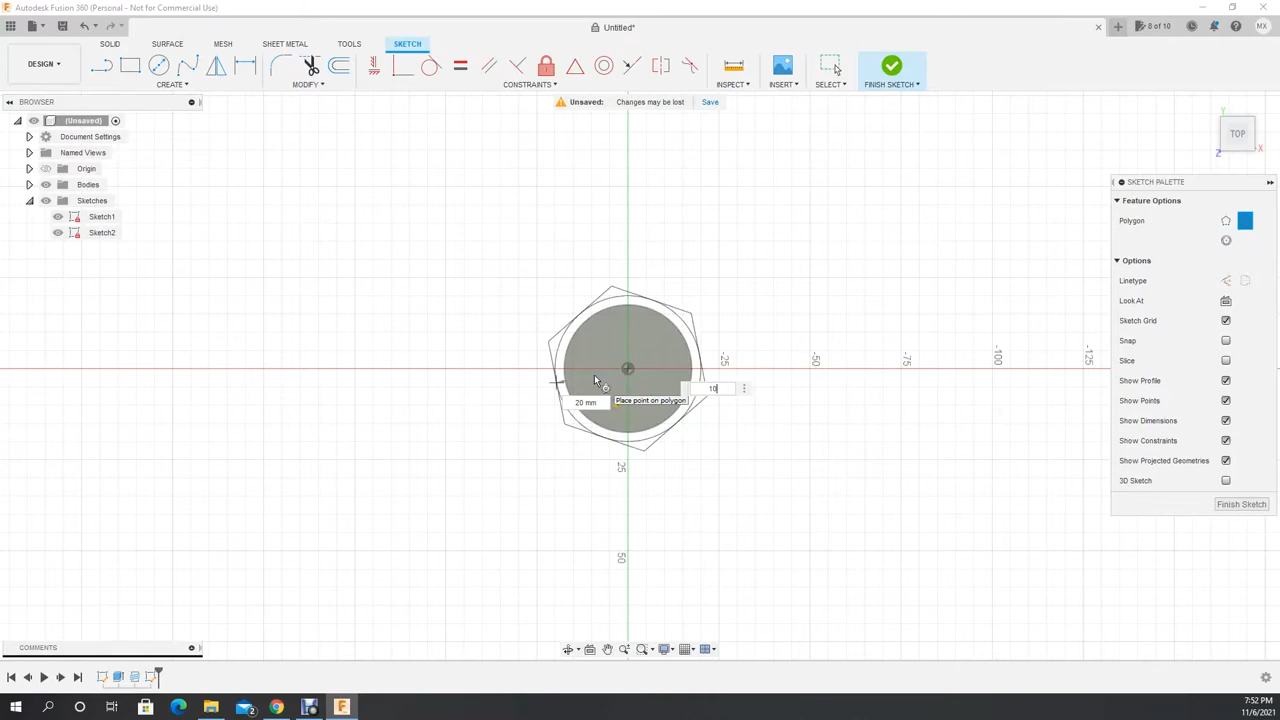 Autodesk Fusion 360 (Personal - Not for Commercial Use)
Untitled*
8 of 10
MX
SOLID
SURFACE
MESH
SHEET METAL
TOOLS
SKETCH
DESIGN
CREATE
MODIFY
CONSTRAINTS
INSPECT
INSERT
SELECT
FINISH SKETCH
BROWSER
Unsaved: Changes may be lost Save
(Unsaved)
Document Settings
Named Views
Origin
Bodies
Sketches
Sketch1
Sketch2
TOP
Y
X
Z
SKETCH PALETTE
Feature Options
Polygon
Options
Linetype
Look At
Sketch Grid
Snap
Slice
Show Profile
Show Points
Show Dimensions
Show Constraints
Show Projected Geometries
3D Sketch
Finish Sketch
-25
-50
-75
-100
-125
10
20 mm
Place point on polygon
25
50
COMMENTS
7:52 PM
11/6/2021